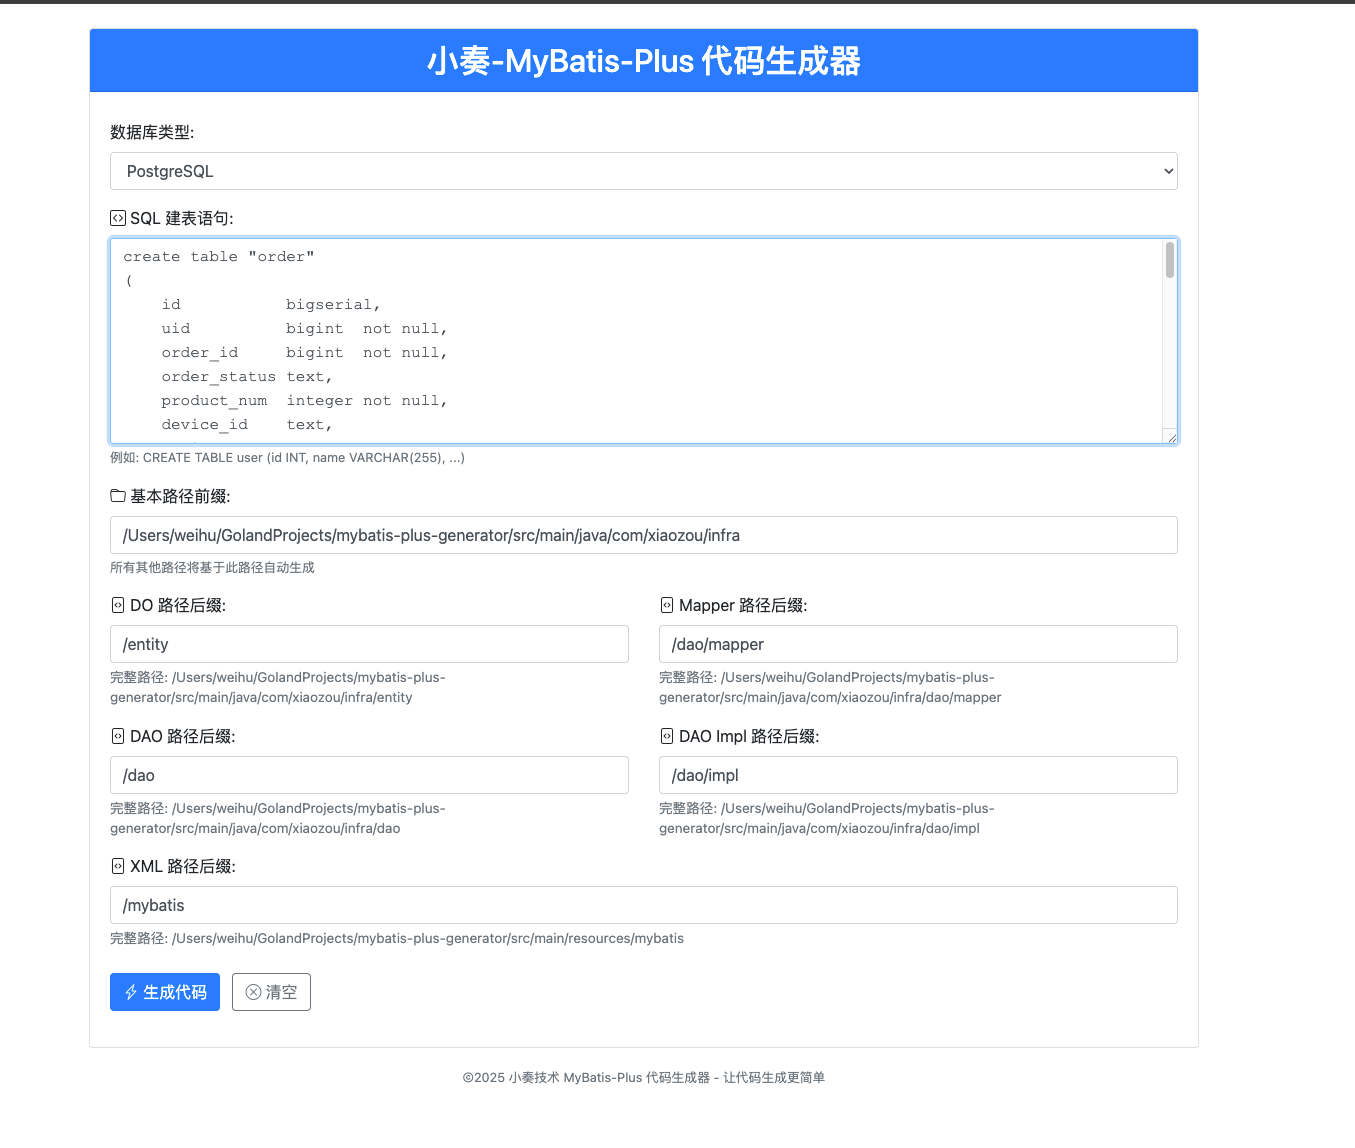 小奏-MyBatis-Plus 代码生成器
数据库类型:
PostgreSQL
SQL 建表语句:
create table "order"
(
    id           bigserial,
    uid          bigint  not null,
    order_id     bigint  not null,
    order_status text,
    product_num  integer not null,
    device_id    text,
例如: CREATE TABLE user (id INT, name VARCHAR(255), ...)
基本路径前缀:
/Users/weihu/GolandProjects/mybatis-plus-generator/src/main/java/com/xiaozou/infra
所有其他路径将基于此路径自动生成
DO 路径后缀:
/entity
完整路径: /Users/weihu/GolandProjects/mybatis-plus-
generator/src/main/java/com/xiaozou/infra/entity
Mapper 路径后缀:
/dao/mapper
完整路径: /Users/weihu/GolandProjects/mybatis-plus-
generator/src/main/java/com/xiaozou/infra/dao/mapper
DAO 路径后缀:
/dao
完整路径: /Users/weihu/GolandProjects/mybatis-plus-
generator/src/main/java/com/xiaozou/infra/dao
DAO Impl 路径后缀:
/dao/impl
完整路径: /Users/weihu/GolandProjects/mybatis-plus-
generator/src/main/java/com/xiaozou/infra/dao/impl
XML 路径后缀:
/mybatis
完整路径: /Users/weihu/GolandProjects/mybatis-plus-generator/src/main/resources/mybatis
生成代码
清空
©2025 小奏技术 MyBatis-Plus 代码生成器 - 让代码生成更简单